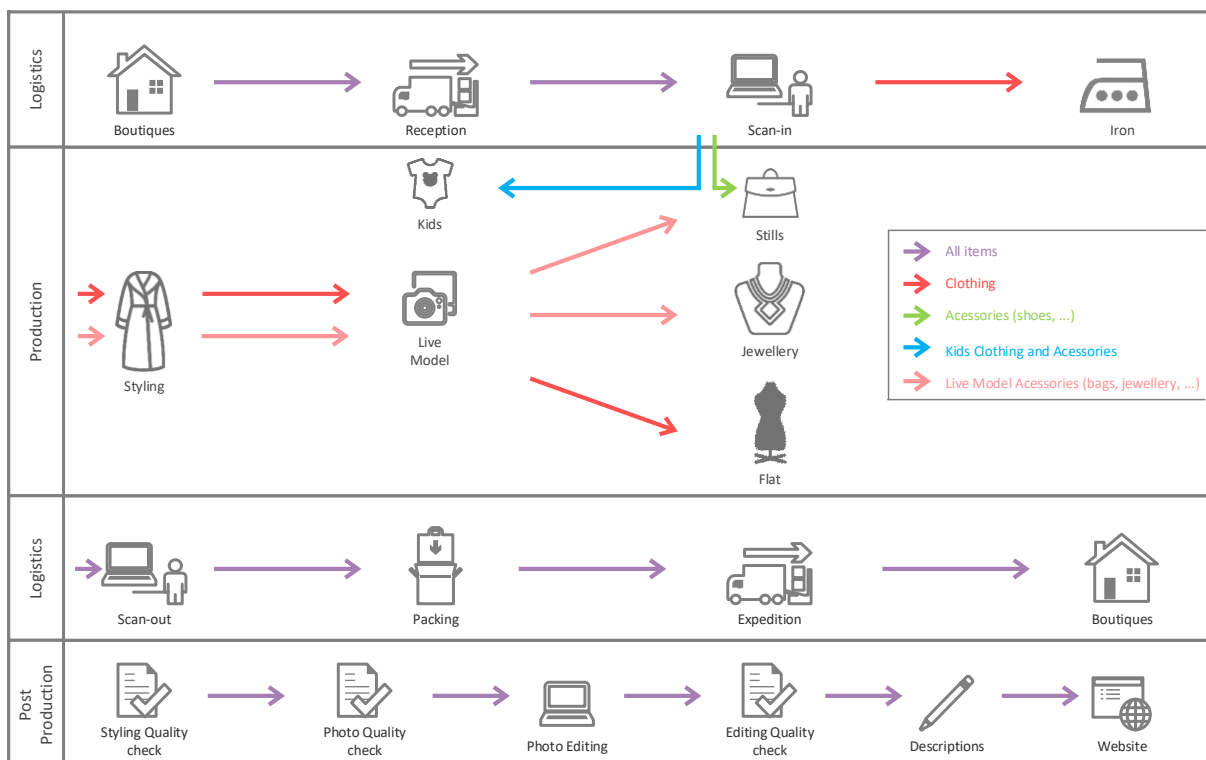 Logistics
Boutiques
Reception
Scan-in
Iron
Production
Kids
Stills
Styling
Live
Model
Jewellery
Flat
All items
Clothing
Acessories (shoes, ...)
Kids Clothing and Acessories
Live Model Acessories (bags, jewellery, ...)
Logistics
Scan-out
Packing
Expedition
Boutiques
Post
Production
Styling Quality
check
Photo Quality
check
Photo Editing
Editing Quality
check
Descriptions
Website